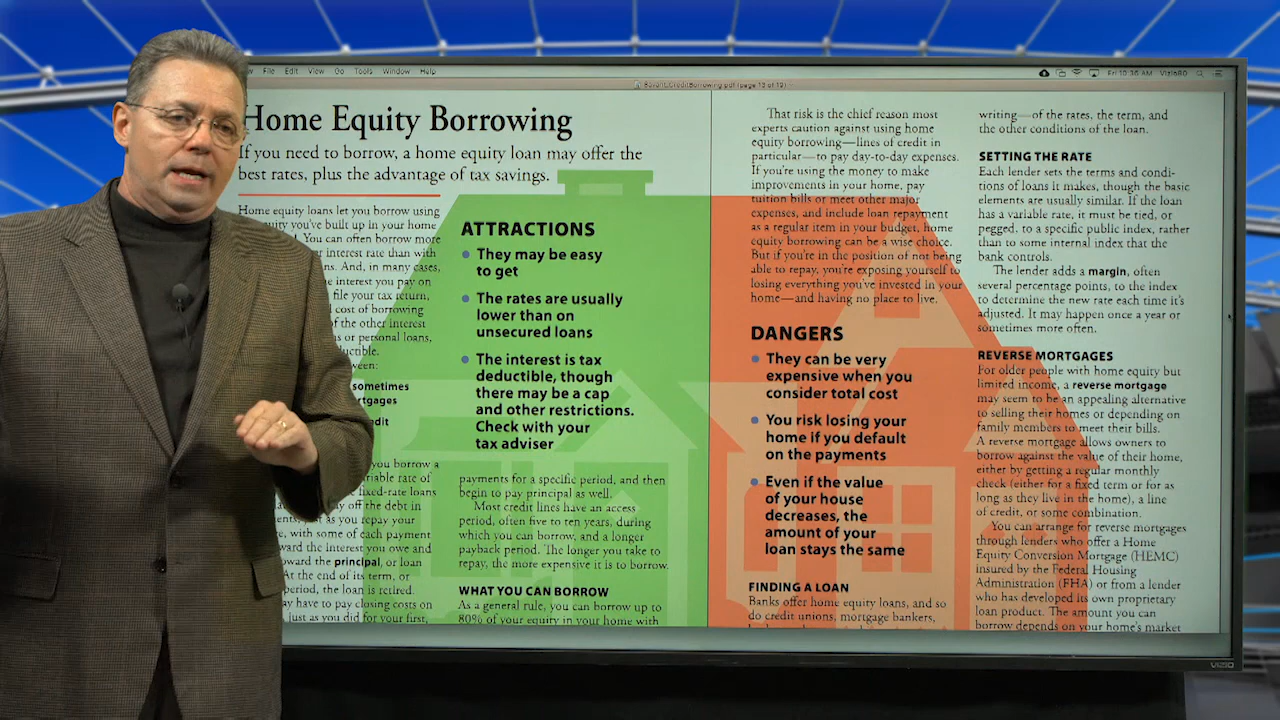 File Edit View Go Tools Window Help
Fri 10:36 AM Vizio80
Home Equity Borrowing
If you need to borrow, a home equity loan may offer the
best rates, plus the advantage of tax savings.
Home equity loans let you borrow using
you've built up in your home
You can often borrow more
interest rate than with
And, in many cases,
interest you pay on
file your tax return,
cost of borrowing
of the other interest
or personal loans,
sometimes
you borrow a
rate of
fixed-rate loans
off the debt in
as you repay your
with some of each payment
the interest you owe and
the principal, or loan
At the end of its term, or
period, the loan is retired.
have to pay closing costs on
just as you did for your first,
ATTRACTIONS
They may be easy
to get
The rates are usually
lower than on
unsecured loans
The interest is tax
deductible, though
there may be a cap
and other restrictions.
Check with your
tax adviser
payments for a specific period, and then
begin to pay principal as well.
Most credit lines have an access
period, often five to ten years, during
which you can borrow, and a longer
payback period. The longer you take to
repay, the more expensive it is to borrow.
WHAT YOU CAN BORROW
As a general rule, you can borrow up to
80% of your equity in your home with
That risk is the chief reason most
experts caution against using home
equity borrowing—lines of credit in
particular—to pay day-to-day expenses.
If you're using the money to make
improvements in your home, pay
tuition bills or meet other major
expenses, and include loan repayment
as a regular item in your budget, home
equity borrowing can be a wise choice.
But if you're in the position of not being
able to repay, you're exposing yourself to
losing everything you've invested in your
home—and having no place to live.
DANGERS
They can be very
expensive when you
consider total cost
You risk losing your
home if you default
on the payments
Even if the value
of your house
decreases, the
amount of your
loan stays the same
FINDING A LOAN
Banks offer home equity loans, and so
do credit unions, mortgage bankers,
writing—of the rates, the term, and
the other conditions of the loan.
SETTING THE RATE
Each lender sets the terms and condi-
tions of loans it makes, though the basic
elements are usually similar. If the loan
has a variable rate, it must be tied, or
pegged, to a specific public index, rather
than to some internal index that the
bank controls.
The lender adds a margin, often
several percentage points, to the index
to determine the new rate each time it's
adjusted. It may happen once a year or
sometimes more often.
REVERSE MORTGAGES
For older people with home equity but
limited income, a reverse mortgage
may seem to be an appealing alternative
to selling their homes or depending on
family members to meet their bills.
A reverse mortgage allows owners to
borrow against the value of their home,
either by getting a regular monthly
check (either for a fixed term or for as
long as they live in the home), a line
of credit, or some combination.
You can arrange for reverse mortgages
through lenders who offer a Home
Equity Conversion Mortgage (HEMC)
insured by the Federal Housing
Administration (FHA) or from a lender
who has developed its own proprietary
loan product. The amount you can
borrow depends on your home's market
VIZIO